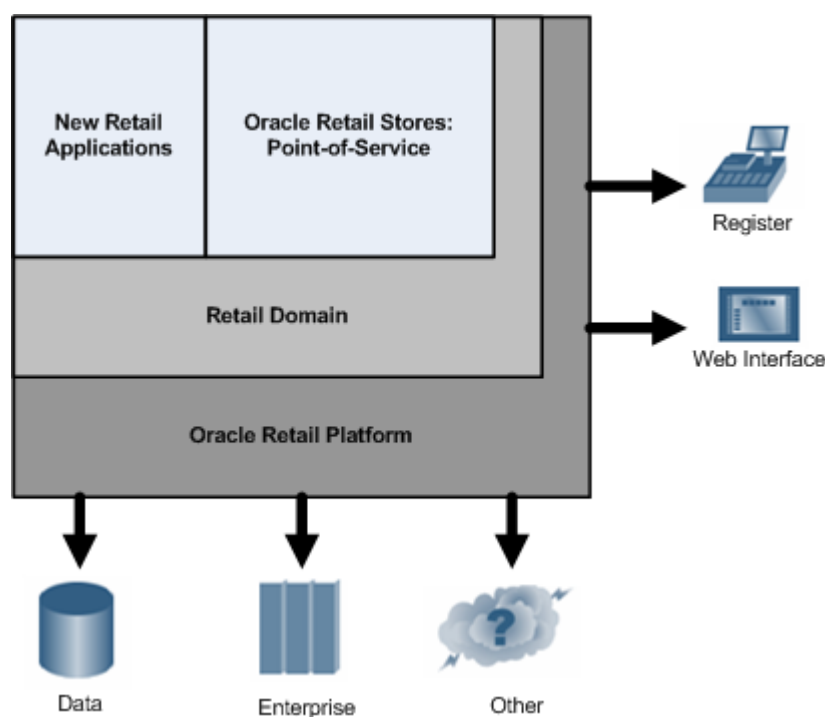 New Retail
Applications
Oracle Retail Stores:
Point-of-Service
Register
Retail Domain
Web Interface
Oracle Retail Platform
?
Data
Enterprise
Other